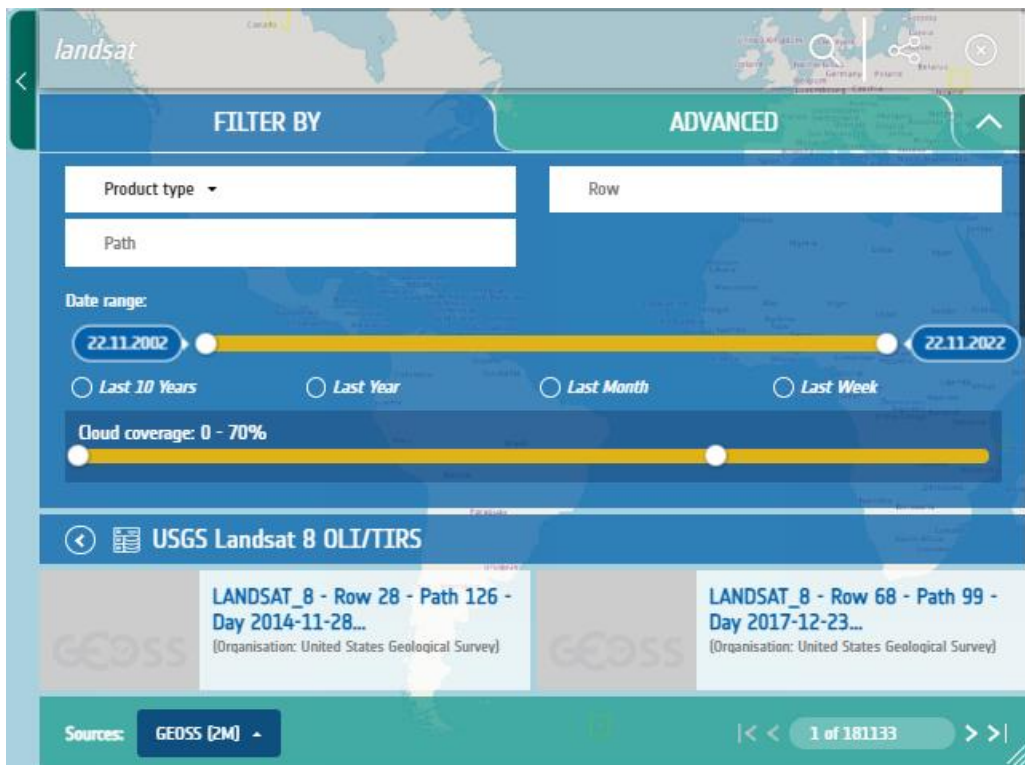 landsat
FILTER BY
ADVANCED
Product type
Row
Path
Date range:
22.11.2002
22.11.2022
Last 10 Years
Last Year
Last Month
Last Week
Cloud coverage: 0 - 70%
USGS Landsat 8 OLI/TIRS
GEOSS
LANDSAT_8 - Row 28 - Path 126 -
Day 2014-11-28...
(Organisation: United States Geological Survey)
GEOSS
LANDSAT_8 - Row 68 - Path 99 -
Day 2017-12-23...
(Organisation: United States Geological Survey)
Sources:
GEOSS (2M)
1 of 181133